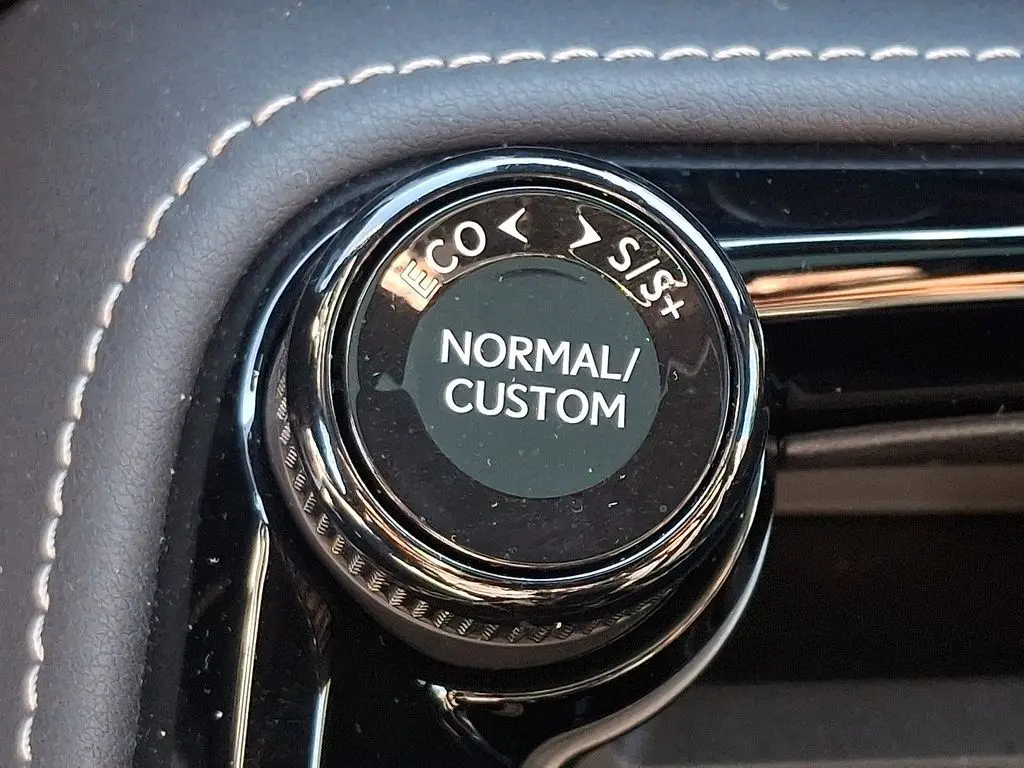 ECO < > S/S+
NORMAL/
CUSTOM